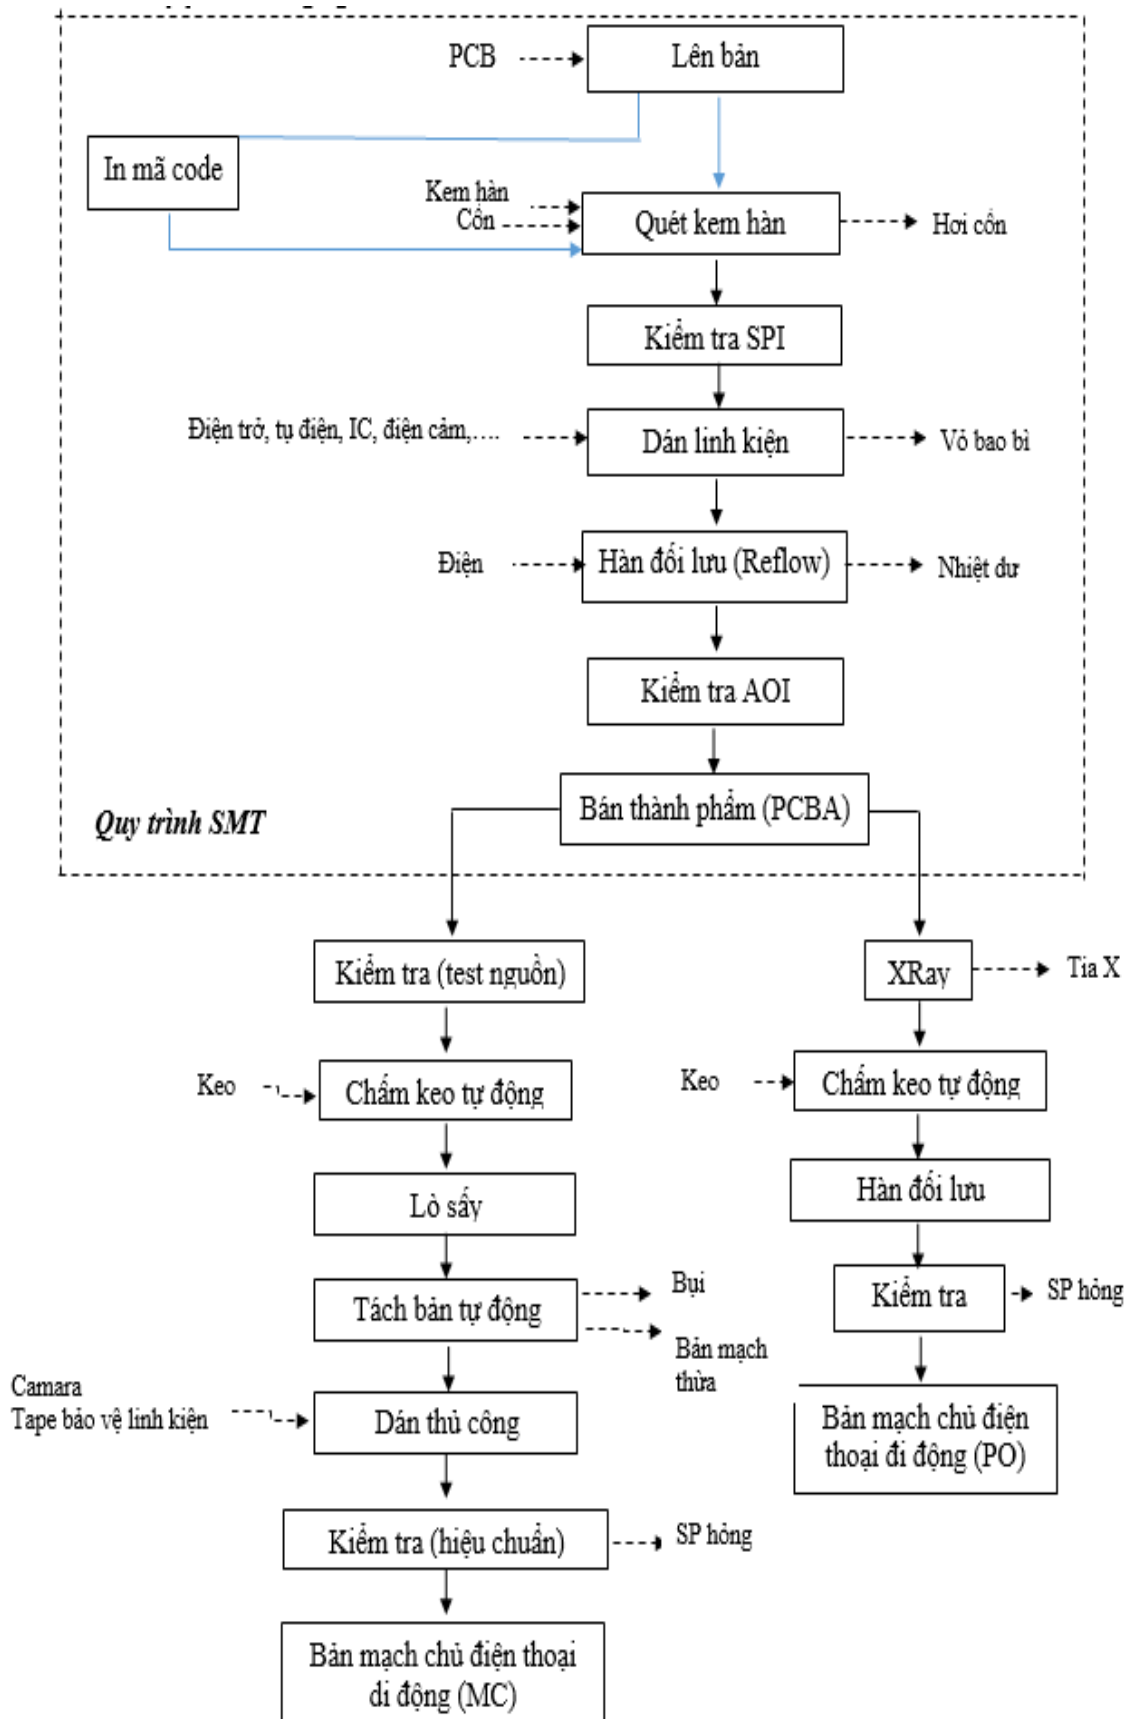 PCB
Lên bản
In mã code
Kem hàn
Cồn
Quét kem hàn
Hơi cồn
Kiểm tra SPI
Điện trở, tụ điện, IC, điện cảm,….
Dán linh kiện
Vỏ bao bì
Điện
Hàn đối lưu (Reflow)
Nhiệt dư
Kiểm tra AOI
Bán thành phẩm (PCBA)
Quy trình SMT
Kiểm tra (test nguồn)
XRay
Tia X
Keo
Chấm keo tự động
Keo
Chấm keo tự động
Lò sấy
Hàn đối lưu
Tách bản tự động
Bụi
Bản mạch
thừa
Kiểm tra
SP hỏng
Camara
Tape bảo vệ linh kiện
Dán thủ công
Bản mạch chủ điện
thoại đi động (PO)
Kiểm tra (hiệu chuẩn)
SP hỏng
Bản mạch chủ điện thoại
di động (MC)